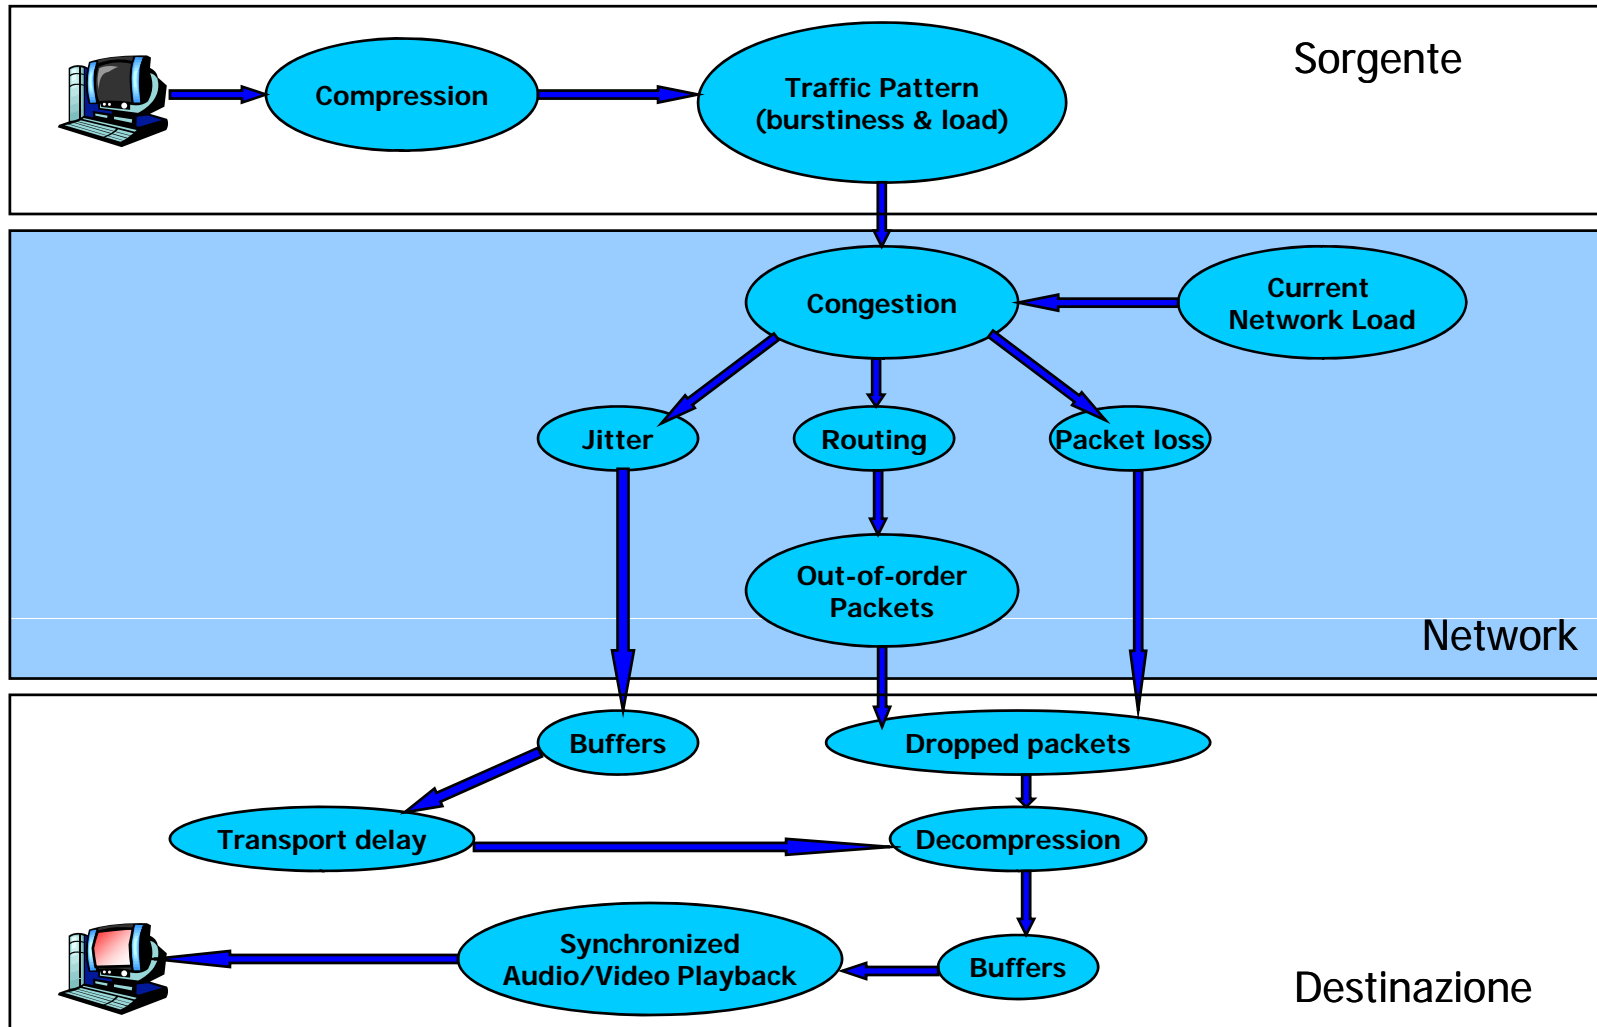 Sorgente
Compression
Traffic Pattern
(burstiness & load)
Congestion
Current
Network Load
Jitter
Routing
Packet loss
Out-of-order
Packets
Network
Buffers
Dropped packets
Transport delay
Decompression
Synchronized
Audio/Video Playback
Buffers
Destinazione